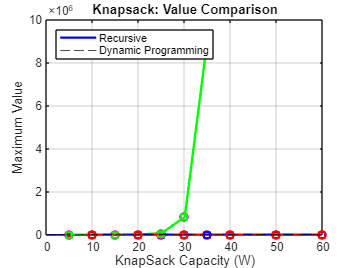 Knapsack: Value Comparison
×10⁶
Recursive
Dynamic Programming
Maximum Value
10
8
6
4
2
0
0 10 20 30 40 50 60
KnapSack Capacity (W)